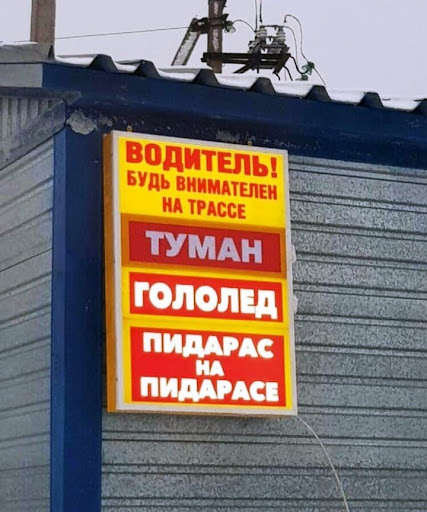 ВОДИТЕЛЬ!
БУДЬ ВНИМАТЕЛЕН
НА ТРАССЕ
ТУМАН
ГОЛОЛЕД
ПИДАРАС
НА
ПИДАРАСЕ